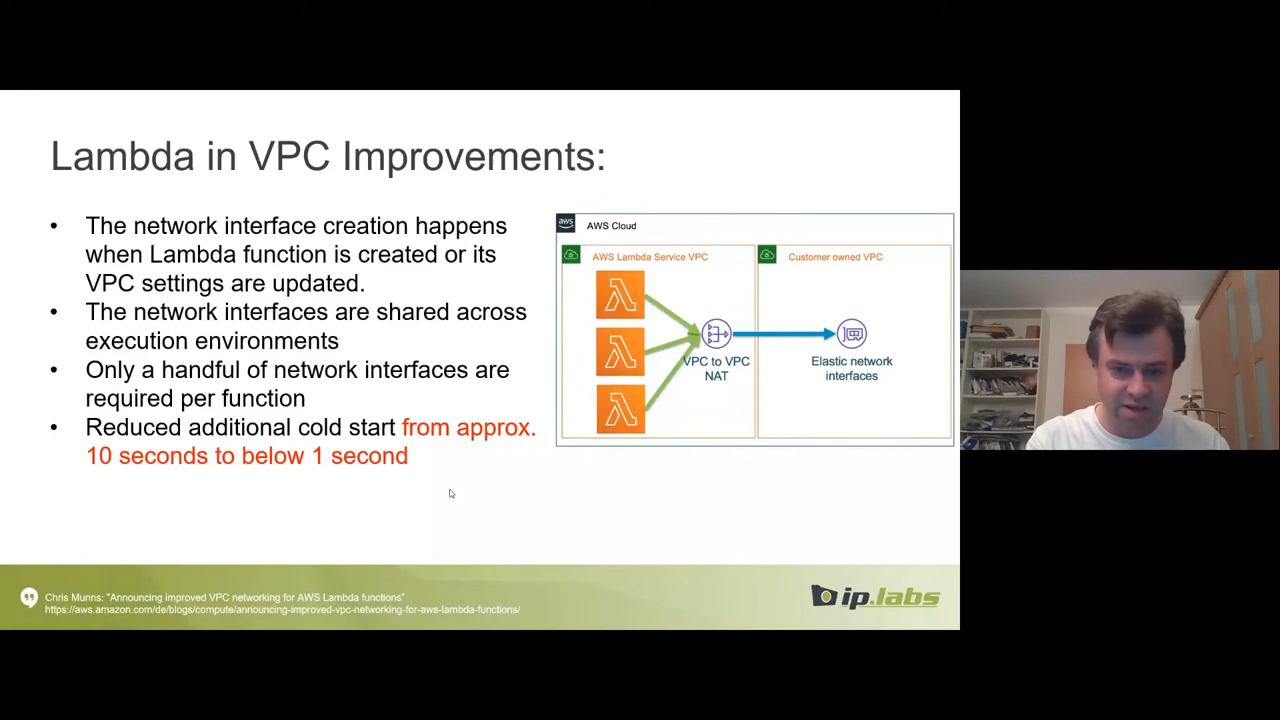 Lambda in VPC Improvements:
• The network interface creation happens
when Lambda function is created or its
VPC settings are updated.
• The network interfaces are shared across
execution environments
• Only a handful of network interfaces are
required per function
• Reduced additional cold start from approx.
10 seconds to below 1 second
aws
AWS Cloud
AWS Lambda Service VPC
Customer owned VPC
VPC to VPC
NAT
Elastic network
interfaces
Chris Munns: "Announcing improved VPC networking for AWS Lambda functions"
https://aws.amazon.com/de/blogs/compute/announcing-improved-vpc-networking-for-aws-lambda-functions/
ip.labs